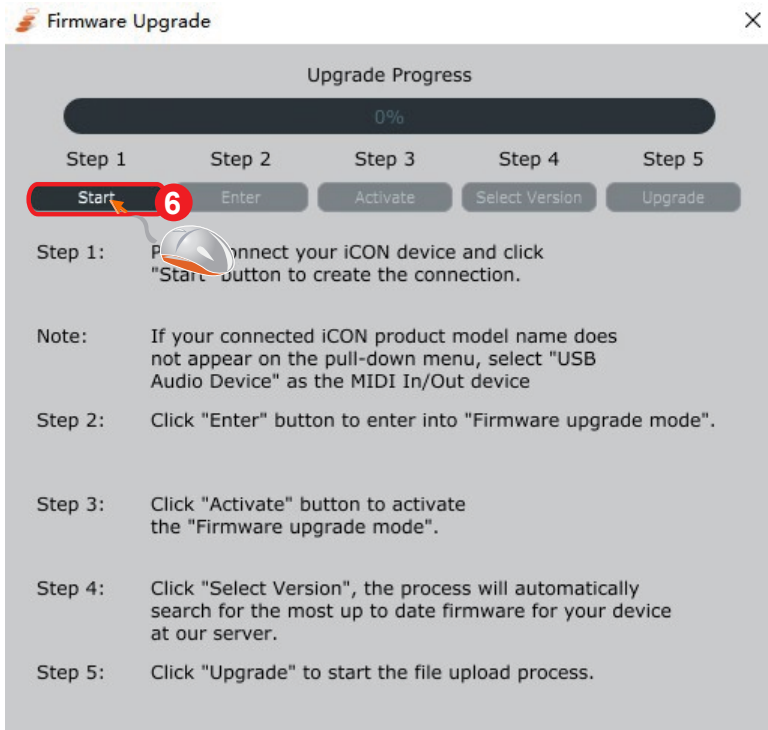 Firmware Upgrade
Upgrade Progress
0%
Step 1 Step 2 Step 3 Step 4 Step 5
Start 6 Enter Activate Select Version Upgrade
Step 1: connect your iCON device and click
"Start" button to create the connection.
Note: If your connected iCON product model name does
not appear on the pull-down menu, select "USB
Audio Device" as the MIDI In/Out device
Step 2: Click "Enter" button to enter into "Firmware upgrade mode".
Step 3: Click "Activate" button to activate
the "Firmware upgrade mode".
Step 4: Click "Select Version", the process will automatically
search for the most up to date firmware for your device
at our server.
Step 5: Click "Upgrade" to start the file upload process.